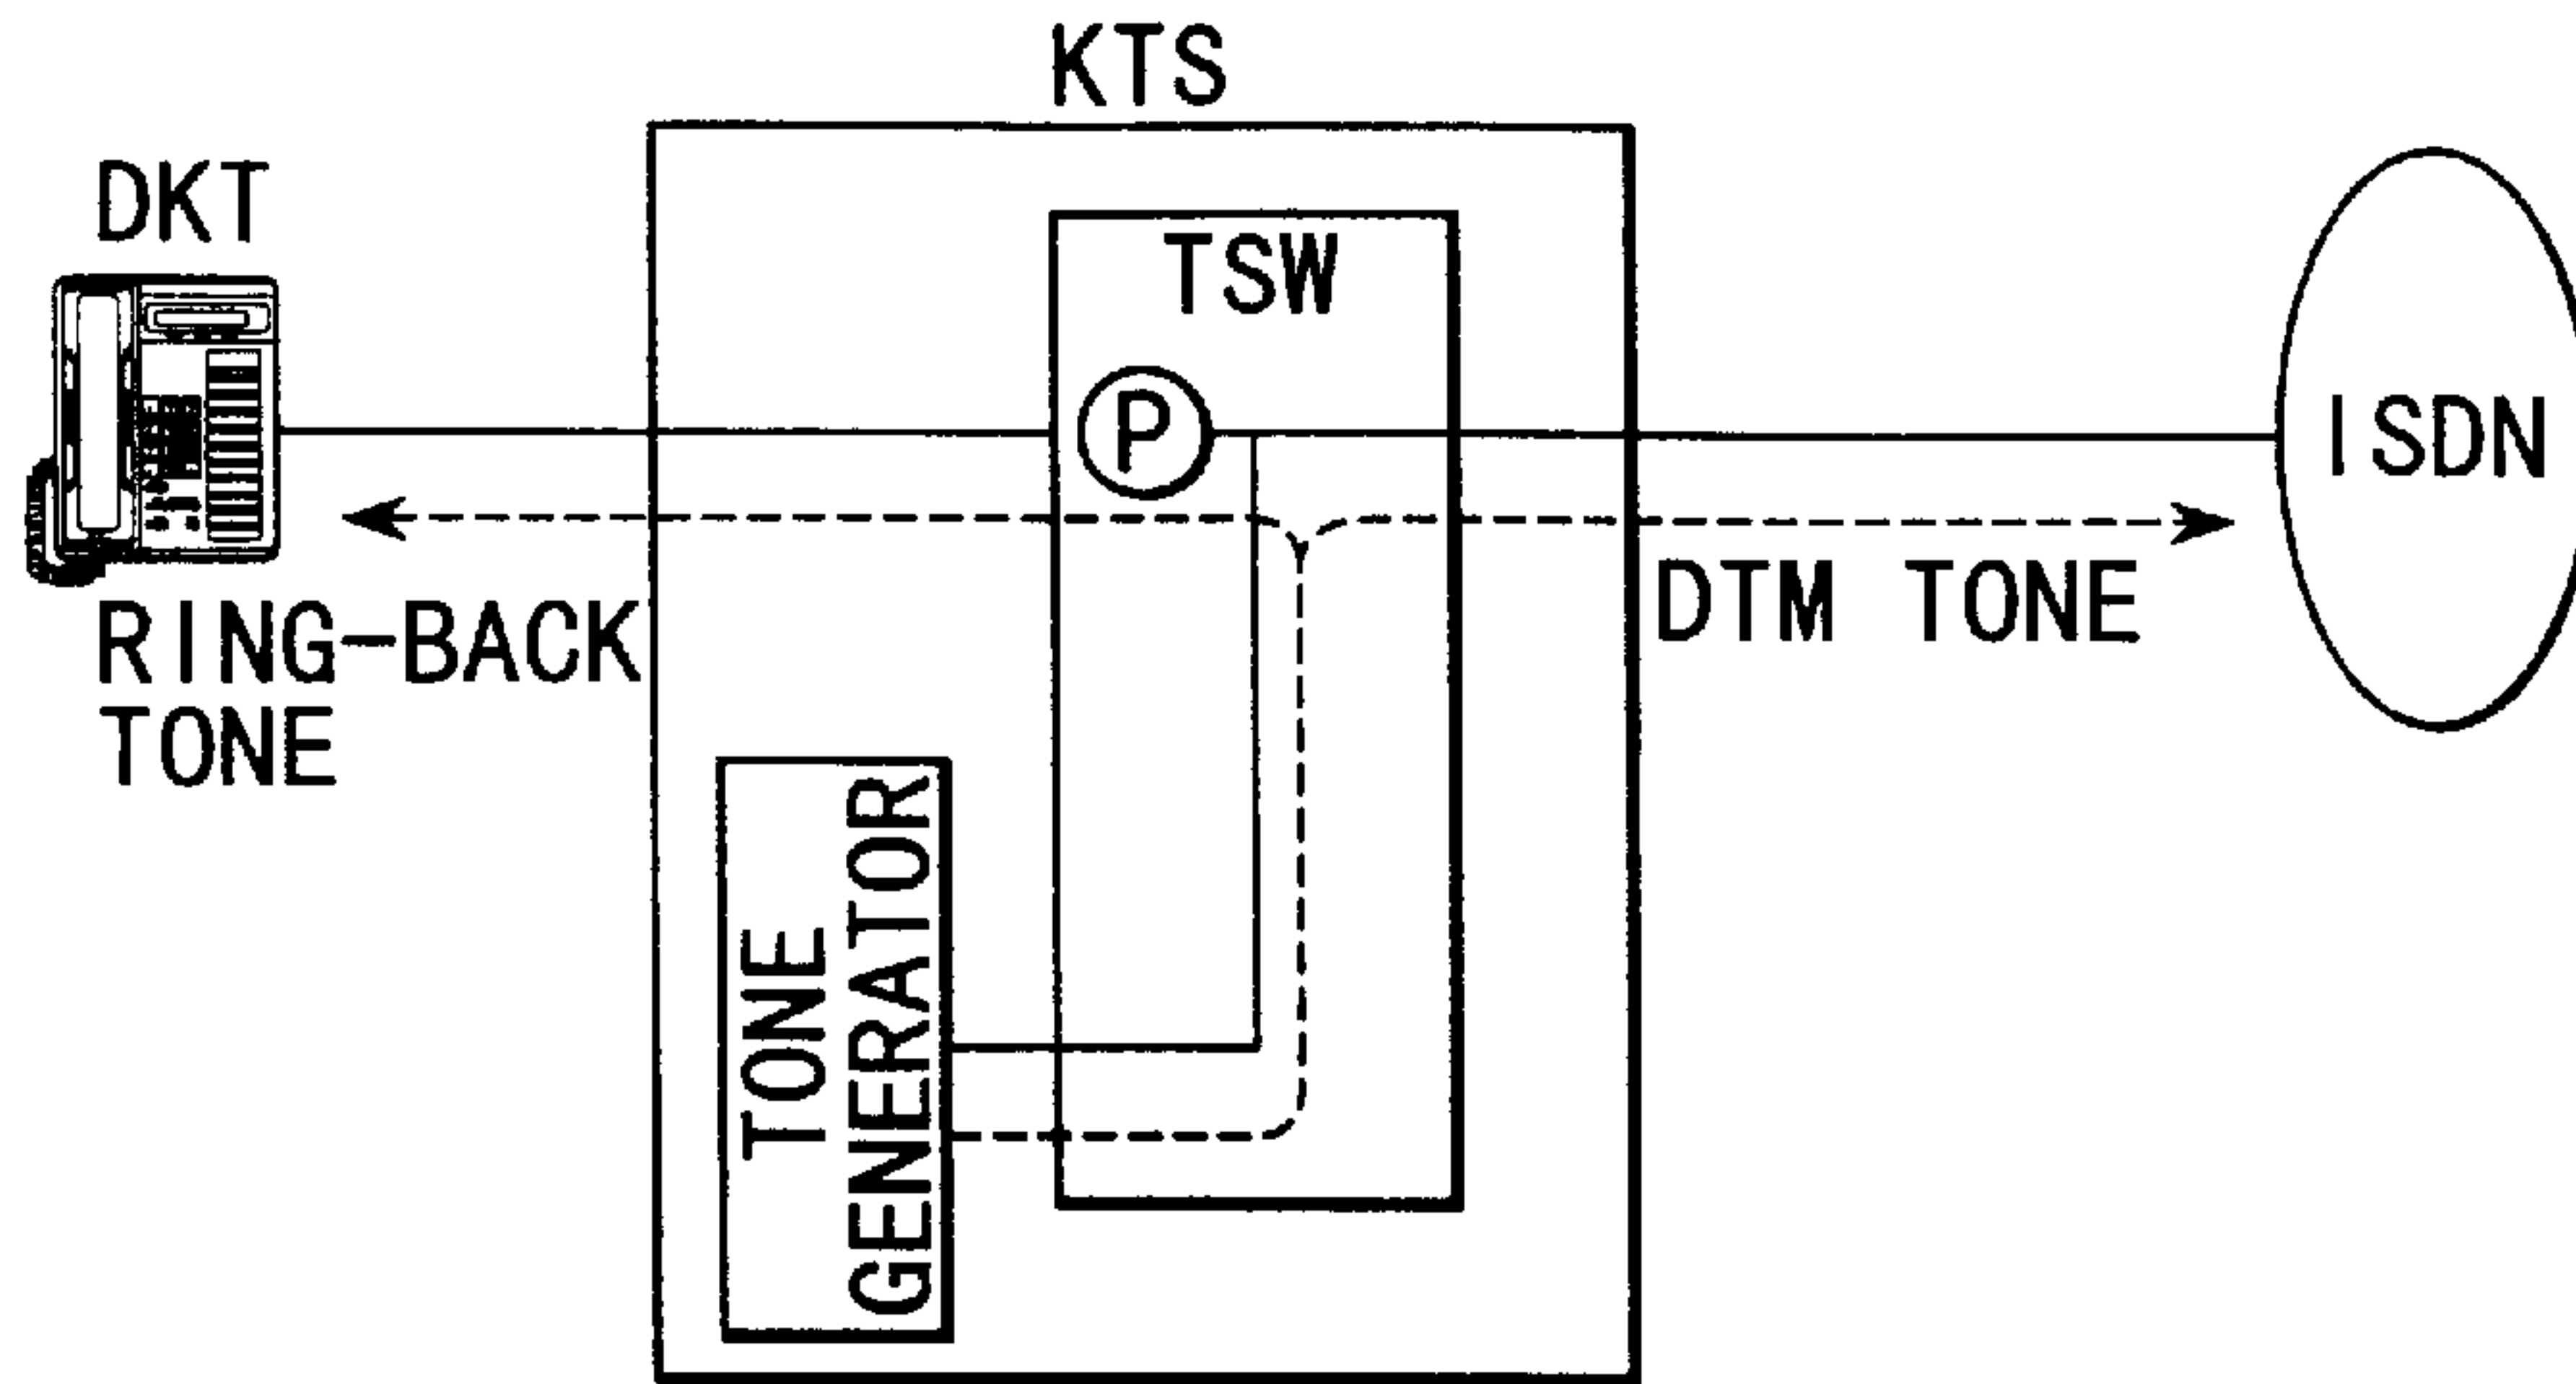 KTS
DKT
TSW
P
ISDN
RING-BACK
TONE
DTM TONE
TONE
GENERATOR